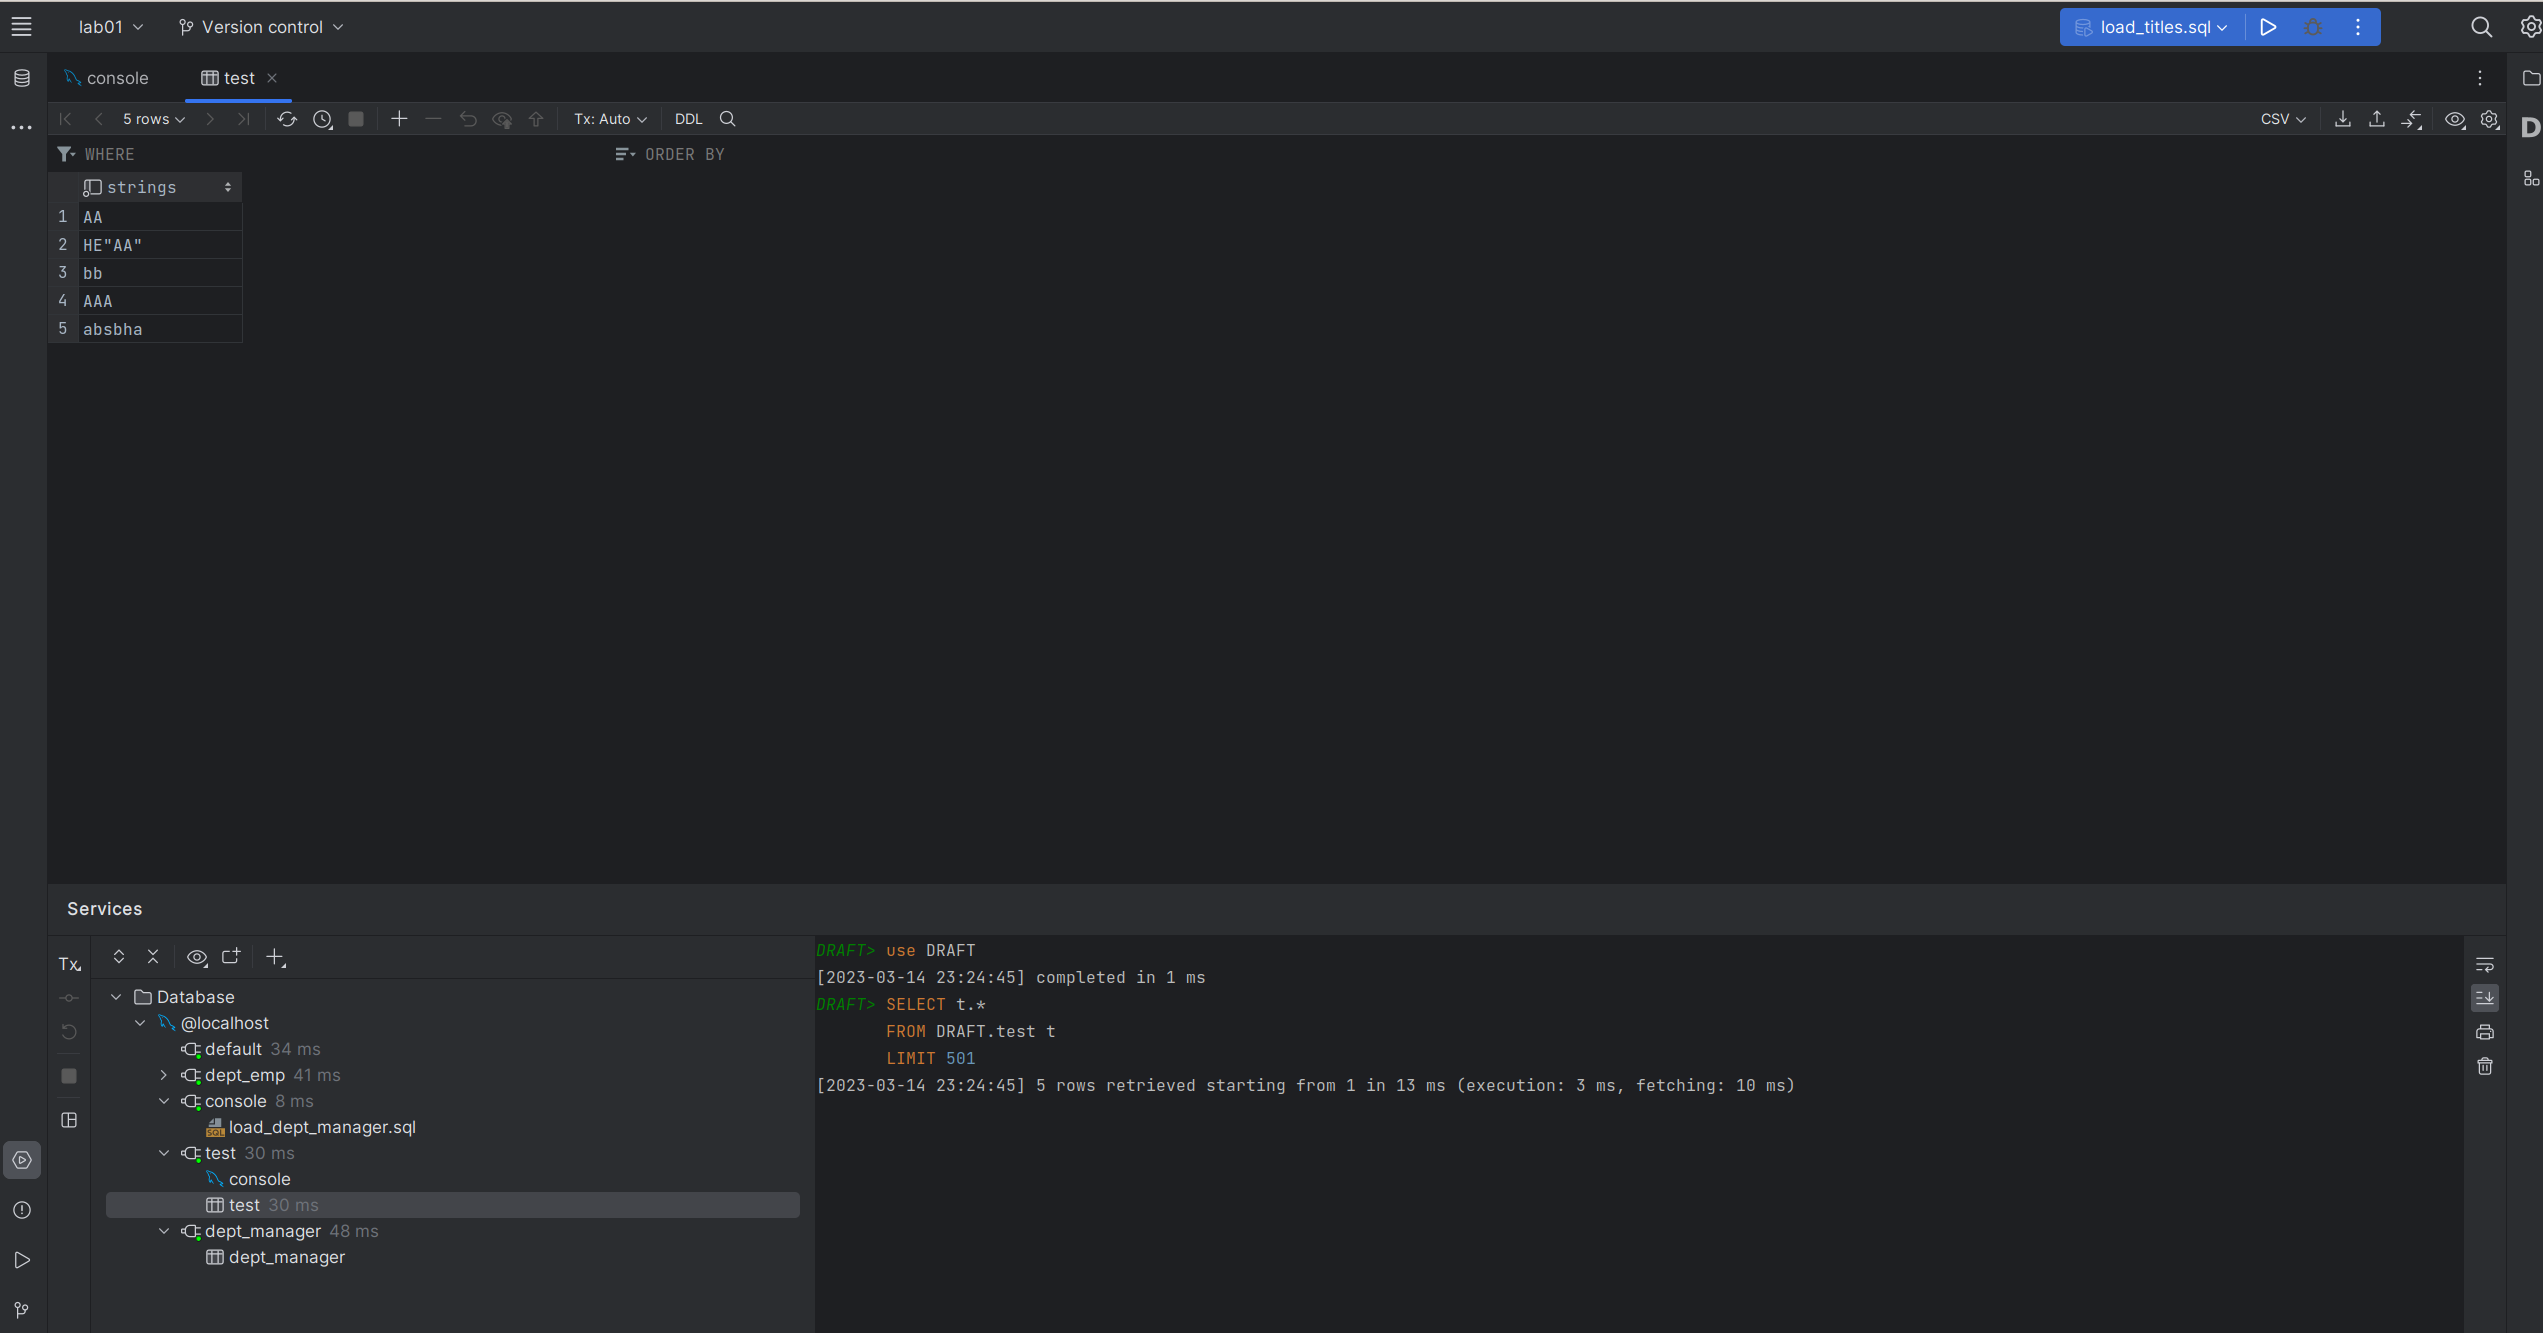 lab01
Version control
load_titles.sql
console
test
5 rows
Tx: Auto
DDL
CSV
D
WHERE
ORDER BY
strings
1 AA
2 HE"AA"
3 bb
4 AAA
5 absbha
Services
Tx
Database
@localhost
default 34 ms
dept_emp 41 ms
console 8 ms
load_dept_manager.sql
test 30 ms
console
test 30 ms
dept_manager 48 ms
dept_manager
DRAFT> use DRAFT
[2023-03-14 23:24:45] completed in 1 ms
DRAFT> SELECT t.*
FROM DRAFT.test t
LIMIT 501
[2023-03-14 23:24:45] 5 rows retrieved starting from 1 in 13 ms (execution: 3 ms, fetching: 10 ms)